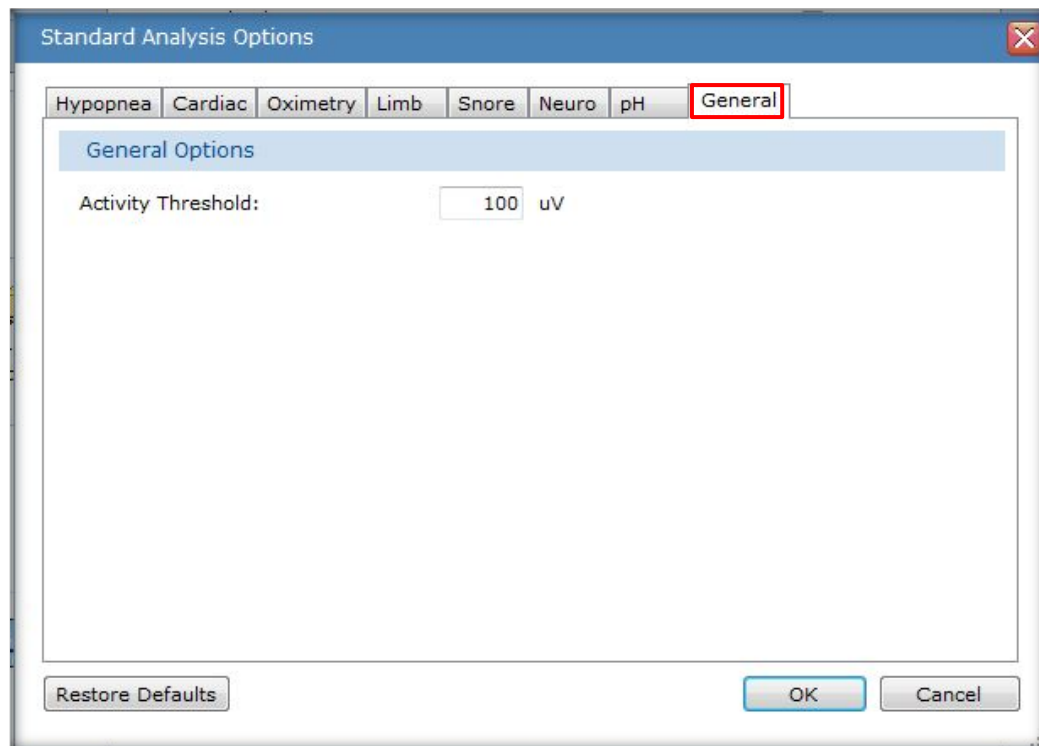 Standard Analysis Options
Hypopnea Cardiac Oximetry Limb Snore Neuro pH General
General Options
Activity Threshold: 100 uV
Restore Defaults OK Cancel